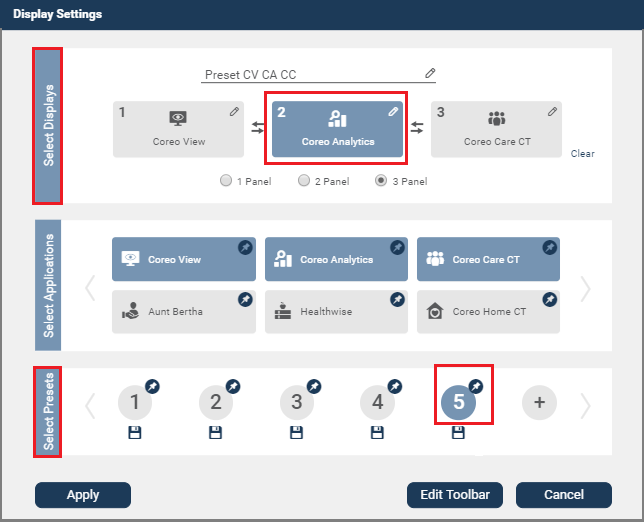 Display Settings
Select Displays
Preset CV CA CC
1
2
3
Coreo View
Coreo Analytics
Coreo Care CT
Clear
1 Panel
2 Panel
3 Panel
Select Applications
Coreo View
Coreo Analytics
Coreo Care CT
Aunt Bertha
Healthwise
Coreo Home CT
Select Presets
1
2
3
4
5
+
Apply
Edit Toolbar
Cancel